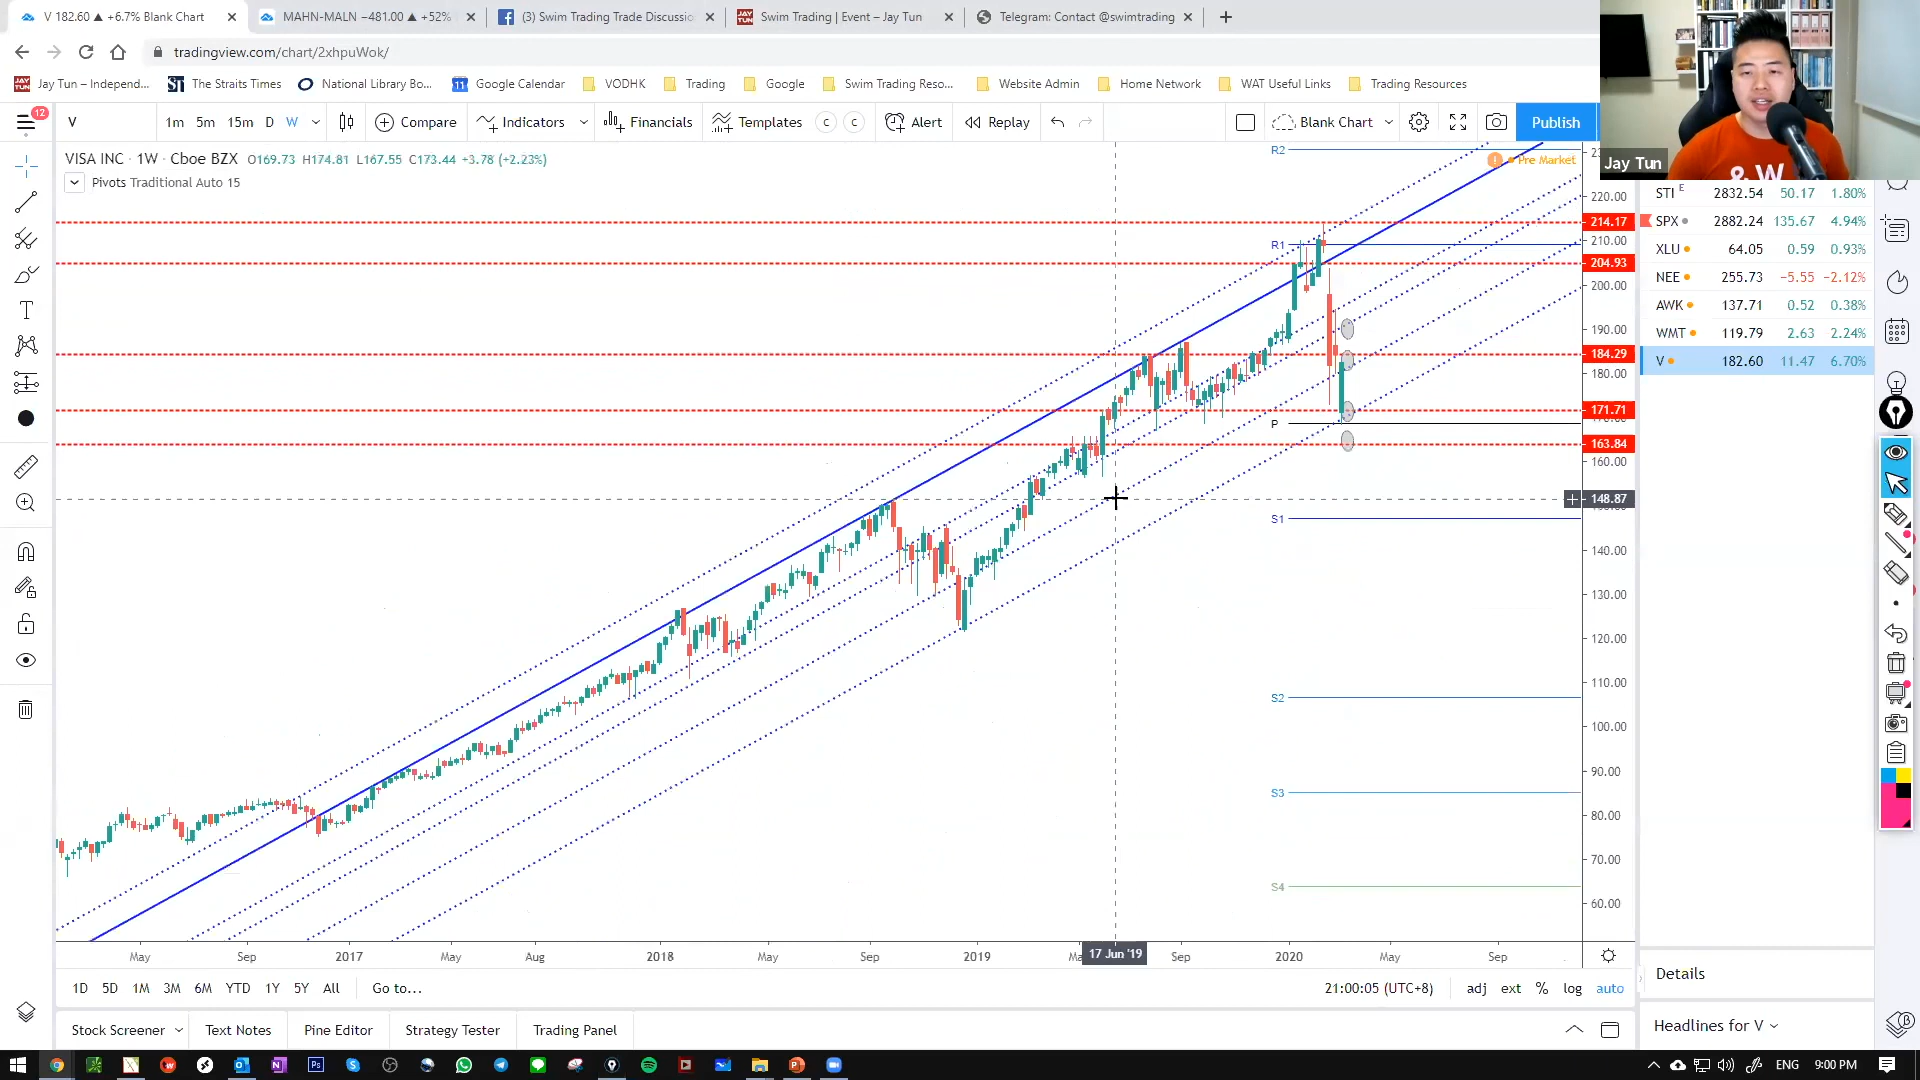 V 182.60 ▲ +6.7% Blank Chart
MAHN-MALN −481.00 ▲ +52%
(3) Swim Trading Trade Discussio
Swim Trading | Event – Jay Tun
Telegram: Contact @swimtrading
tradingview.com/chart/2xhpuWok/
Jay Tun – Independ...
The Straits Times
National Library Bo...
Google Calendar
VODHK
Trading
Google
Swim Trading Reso...
Website Admin
Home Network
WAT Useful Links
Trading Resources
12
V
1m 5m 15m D W
Compare
Indicators
Financials
Templates
C C
Alert
Replay
Blank Chart
Publish
Jay Tun
& W
VISA INC · 1W · Cboe BZX O169.73 H174.81 L167.55 C173.44 +3.78 (+2.23%)
Pivots Traditional Auto 15
Pre Market
R2
R1
P
S1
S2
S3
S4
220.00
214.17
210.00
204.93
200.00
190.00
184.29
180.00
171.71
163.84
160.00
148.87
140.00
130.00
120.00
110.00
100.00
90.00
80.00
70.00
60.00
STI E 2832.54 50.17 1.80%
SPX 2882.24 135.67 4.94%
XLU 64.05 0.59 0.93%
NEE 255.73 −5.55 −2.12%
AWK 137.71 0.52 0.38%
WMT 119.79 2.63 2.24%
V 182.60 11.47 6.70%
May Sep 2017 May Aug 2018 May Sep 2019 17 Jun '19 Sep 2020 May Sep
1D 5D 1M 3M 6M YTD 1Y 5Y All Go to...
21:00:05 (UTC+8) adj ext % log auto
Details
Headlines for V
Stock Screener Text Notes Pine Editor Strategy Tester Trading Panel
ENG 9:00 PM